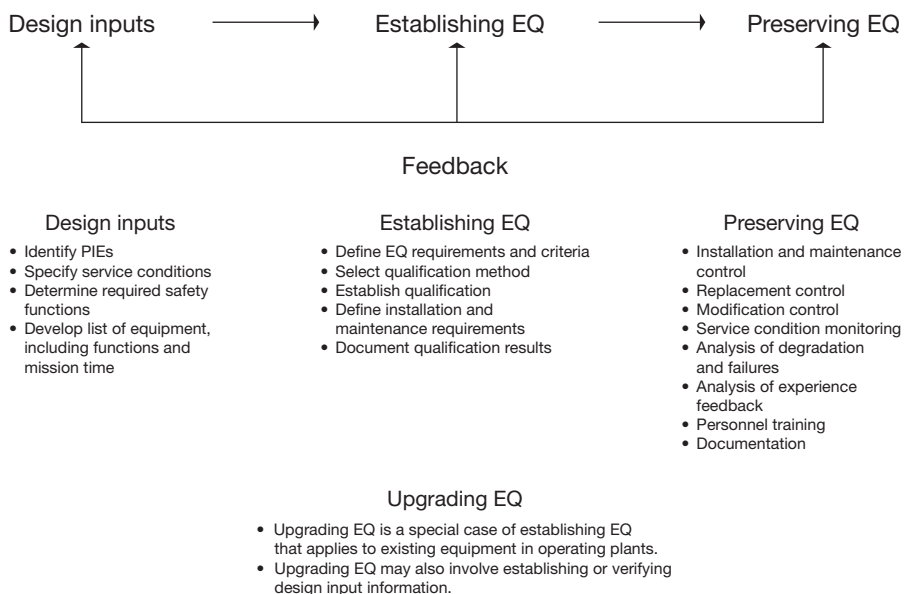 Design inputs
Establishing EQ
Preserving EQ
Feedback
Design inputs
• Identify PIEs
• Specify service conditions
• Determine required safety
functions
• Develop list of equipment,
including functions and
mission time
Establishing EQ
• Define EQ requirements and criteria
• Select qualification method
• Establish qualification
• Define installation and
maintenance requirements
• Document qualification results
Preserving EQ
• Installation and maintenance
control
• Replacement control
• Modification control
• Service condition monitoring
• Analysis of degradation
and failures
• Analysis of experience
feedback
• Personnel training
• Documentation
Upgrading EQ
• Upgrading EQ is a special case of establishing EQ
that applies to existing equipment in operating plants.
• Upgrading EQ may also involve establishing or verifying
design input information.